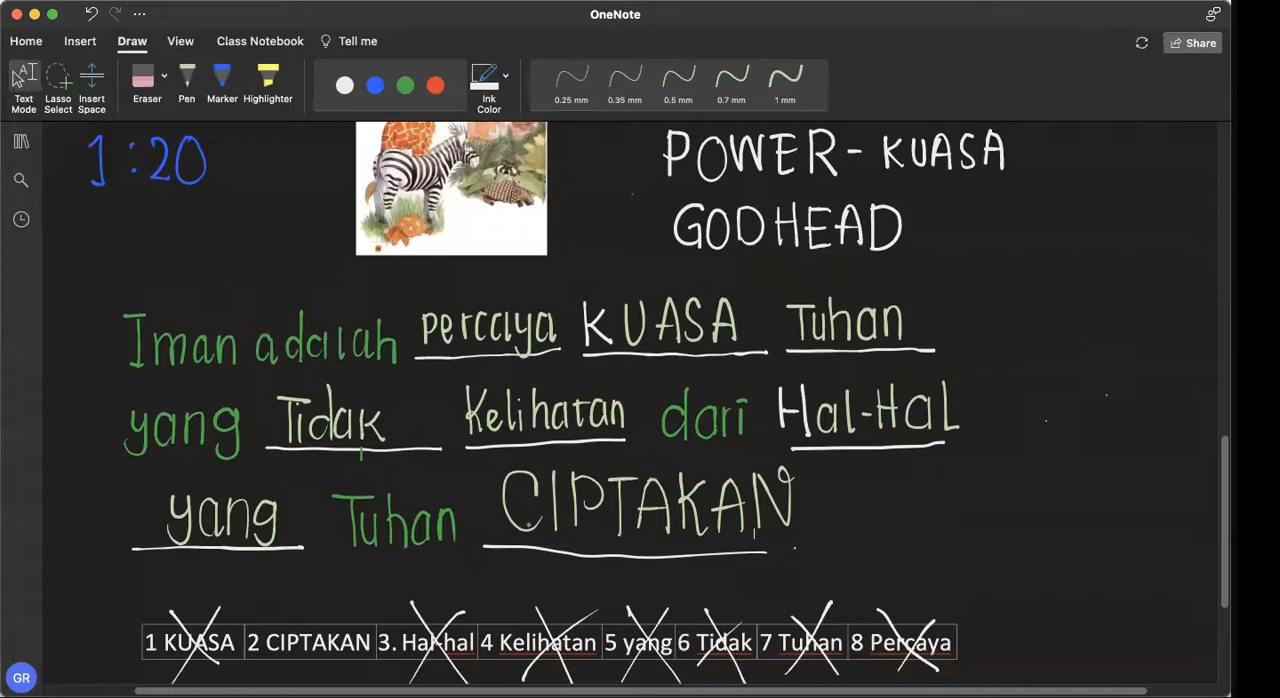 OneNote
Home Insert Draw View Class Notebook Tell me
Share
Text Mode
Lasso Select
Insert Space
Eraser
Pen
Marker
Highlighter
Ink Color
0.25 mm 0.35 mm 0.5 mm 0.7 mm 1 mm
1:20
POWER - KUASA
GODHEAD
Iman adalah percaya KUASA Tuhan
yang Tidak Kelihatan dari Hal-Hal
yang Tuhan CIPTAKAN
1 KUASA 2 CIPTAKAN 3. Hal-hal 4 Kelihatan 5 yang 6 Tidak 7 Tuhan 8 Percaya
GR